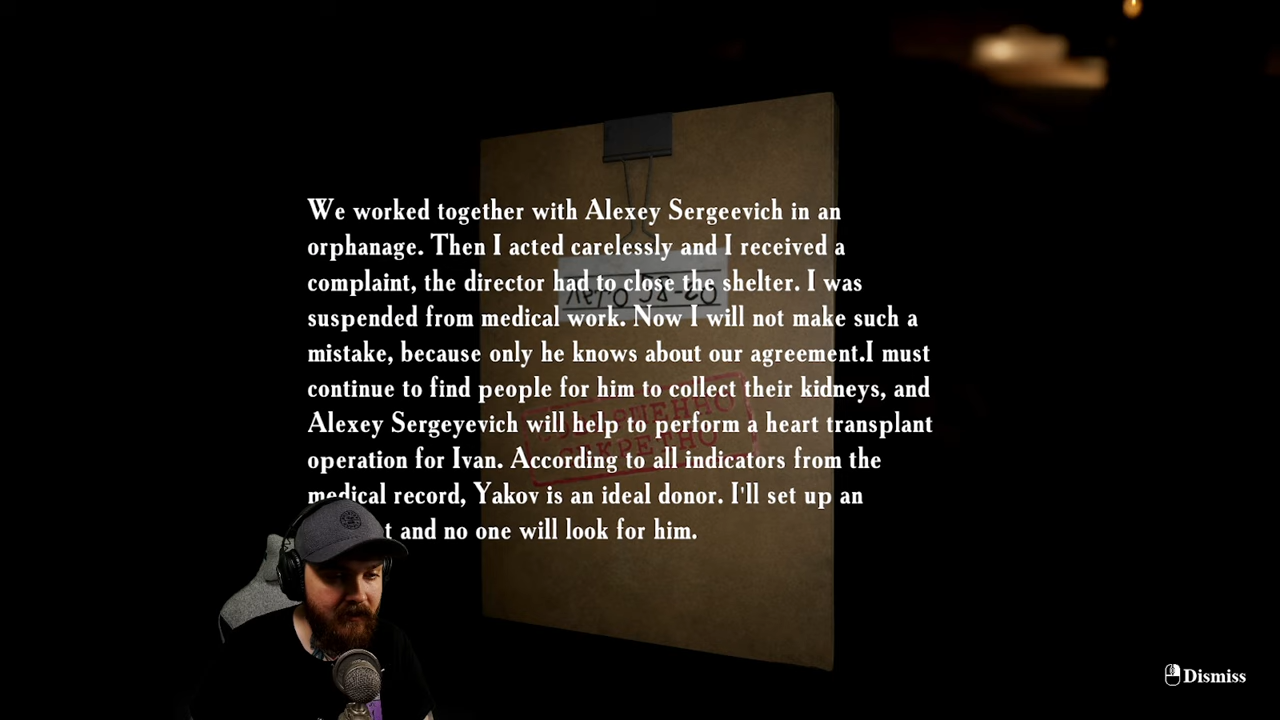 We worked together with Alexey Sergeevich in an
orphanage. Then I acted carelessly and I received a
complaint, the director had to close the shelter. I was
suspended from medical work. Now I will not make such a
mistake, because only he knows about our agreement.I must
continue to find people for him to collect their kidneys, and
Alexey Sergeyevich will help to perform a heart transplant
operation for Ivan. According to all indicators from the
medical record, Yakov is an ideal donor. I'll set up an
and no one will look for him.
Dismiss